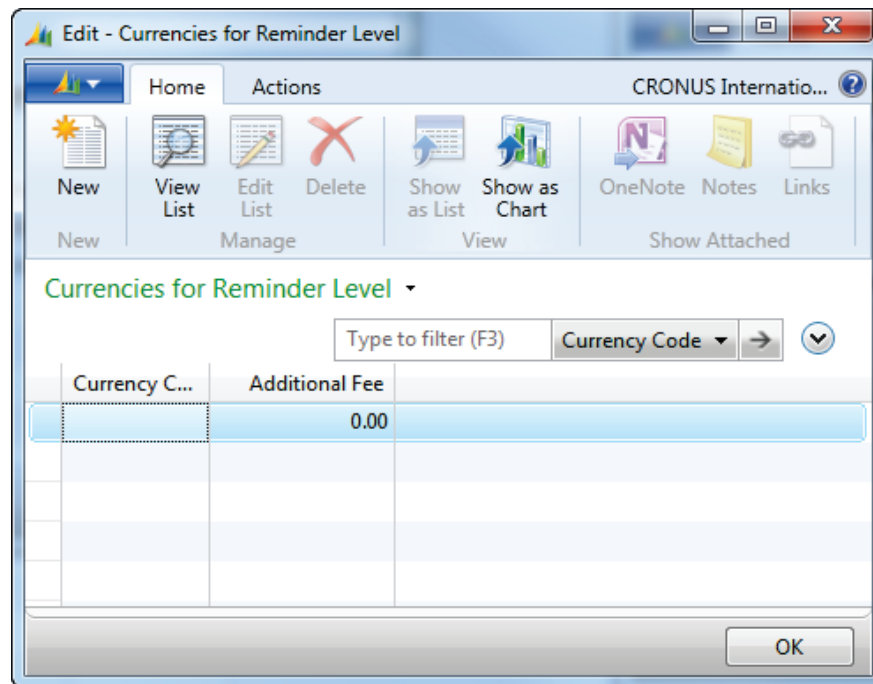 Edit - Currencies for Reminder Level
Home Actions CRONUS Internatio...
New View List Edit List Delete Show as List Show as Chart OneNote Notes Links
New Manage View Show Attached
Currencies for Reminder Level
Type to filter (F3) Currency Code
Currency C... Additional Fee
0.00
OK